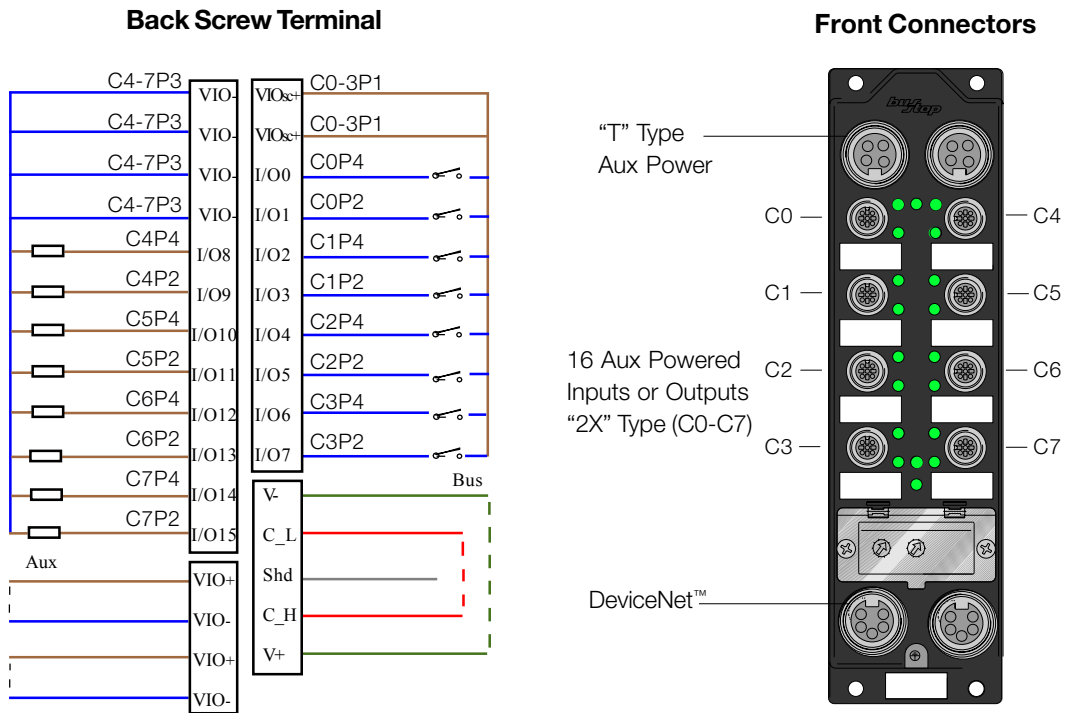 Back Screw Terminal
C4-7P3
C4-7P3
C4-7P3
C4-7P3
C4P4
C4P2
C5P4
C5P2
C6P4
C6P2
C7P4
C7P2
Aux
VIO-
VIO-
VIO-
VIO-
I/O8
I/O9
I/O10
I/O11
I/O12
I/O13
I/O14
I/O15
VIO+
VIO-
VIO+
VIO-
VIOsc+
VIOsc+
I/O0
I/O1
I/O2
I/O3
I/O4
I/O5
I/O6
I/O7
C0-3P1
C0-3P1
C0P4
C0P2
C1P4
C1P2
C2P4
C2P2
C3P4
C3P2
Bus
V-
C_L
Shd
C_H
V+
Front Connectors
bus stop
“T” Type
Aux Power
C0
C1
C2
C3
16 Aux Powered
Inputs or Outputs
“2X” Type (C0-C7)
DeviceNet™
C4
C5
C6
C7